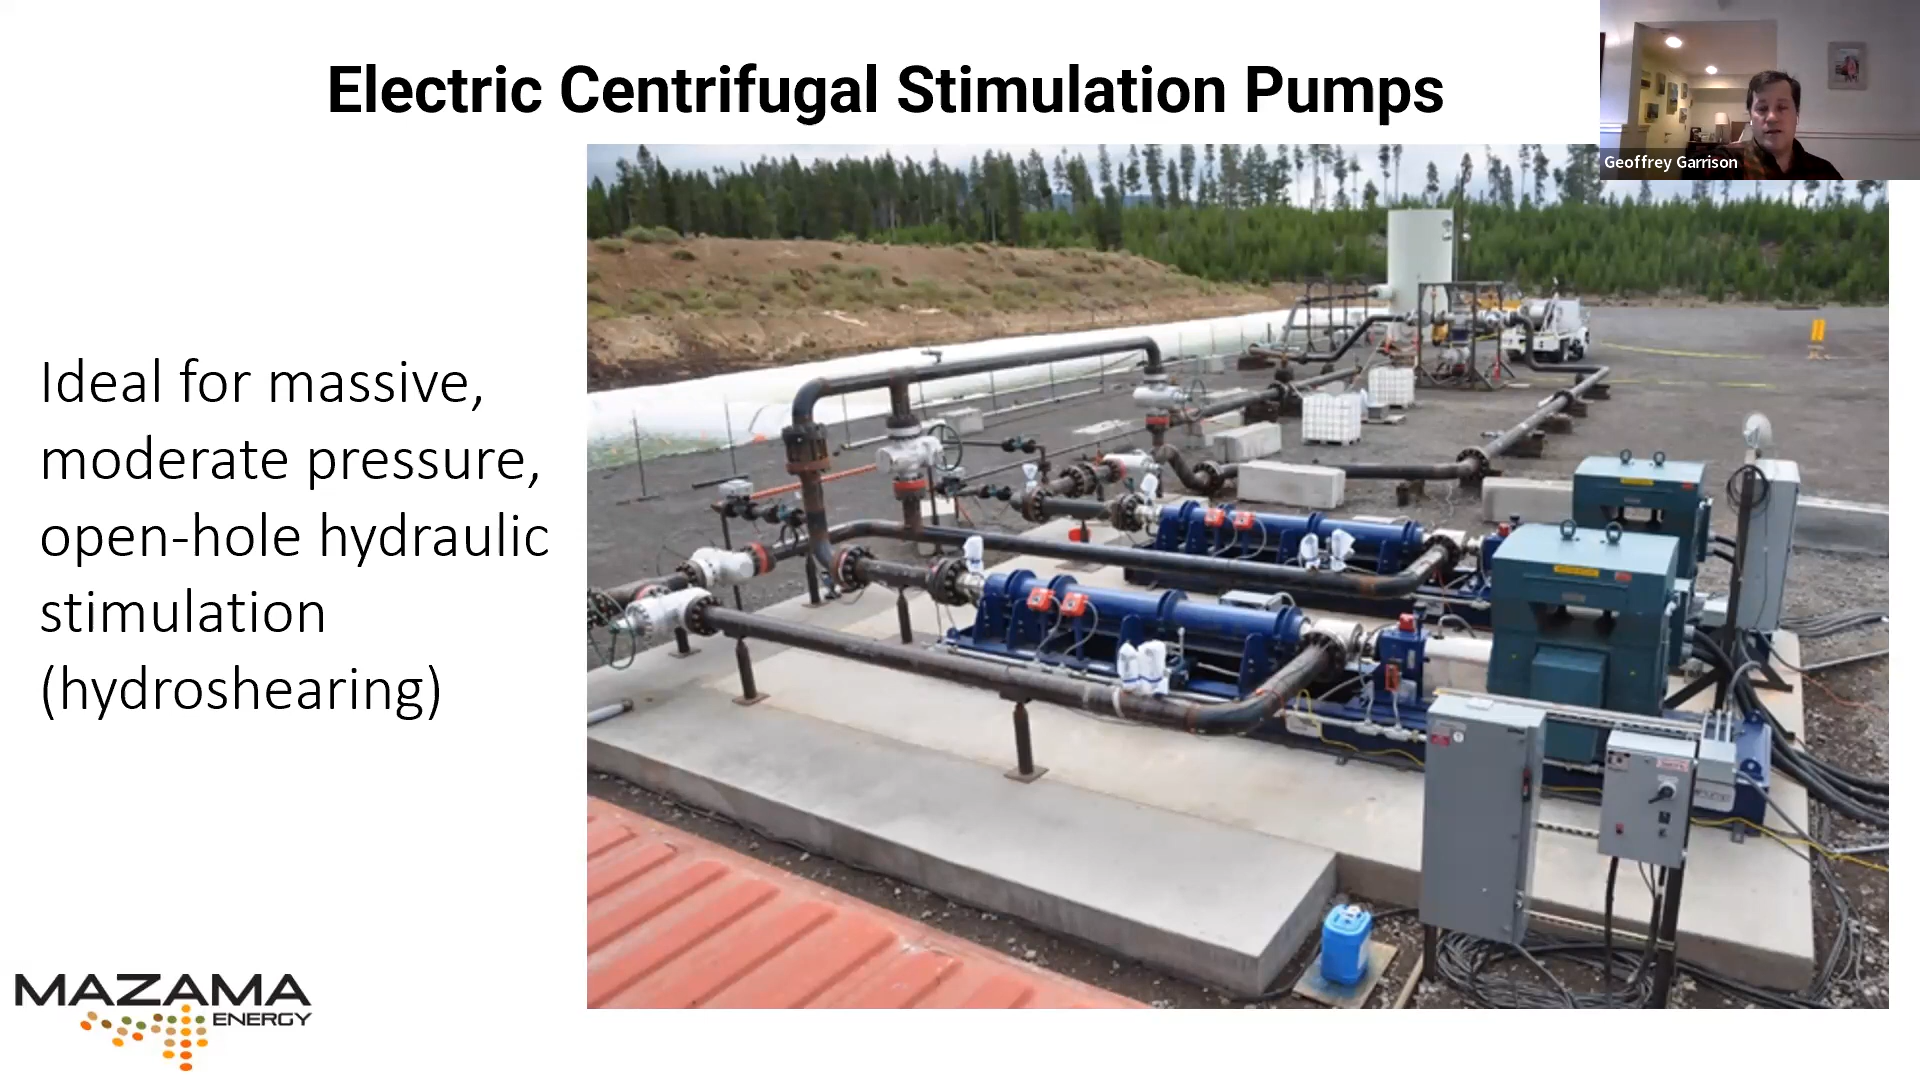 Electric Centrifugal Stimulation Pumps
Geoffrey Garrison
Ideal for massive,
moderate pressure,
open-hole hydraulic
stimulation
(hydroshearing)
MAZAMA
ENERGY